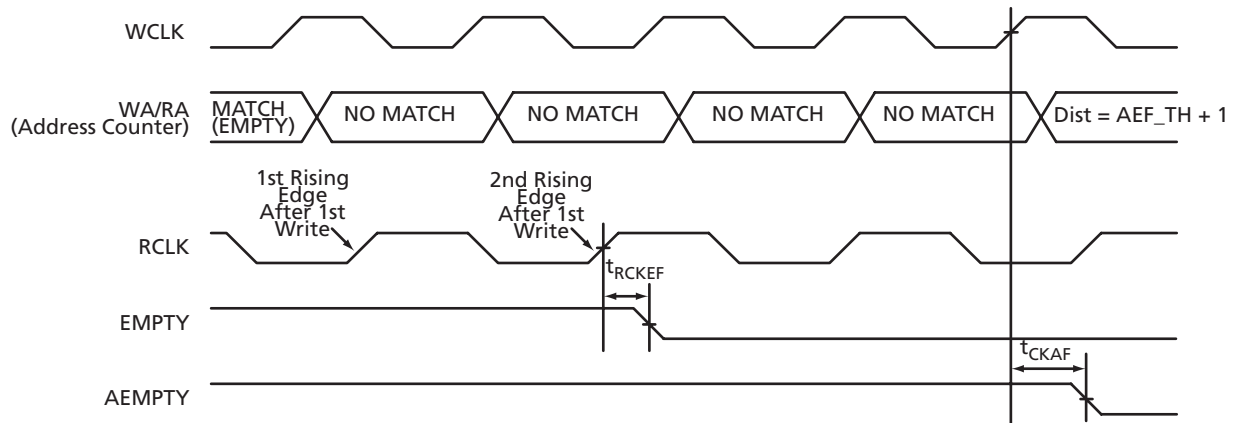 WCLK
WA/RA
(Address Counter)
MATCH
(EMPTY)
NO MATCH
NO MATCH
NO MATCH
NO MATCH
Dist = AEF_TH + 1
1st Rising
Edge
After 1st
Write
2nd Rising
Edge
After 1st
Write
RCLK
tRCKEF
EMPTY
tCKAF
AEMPTY